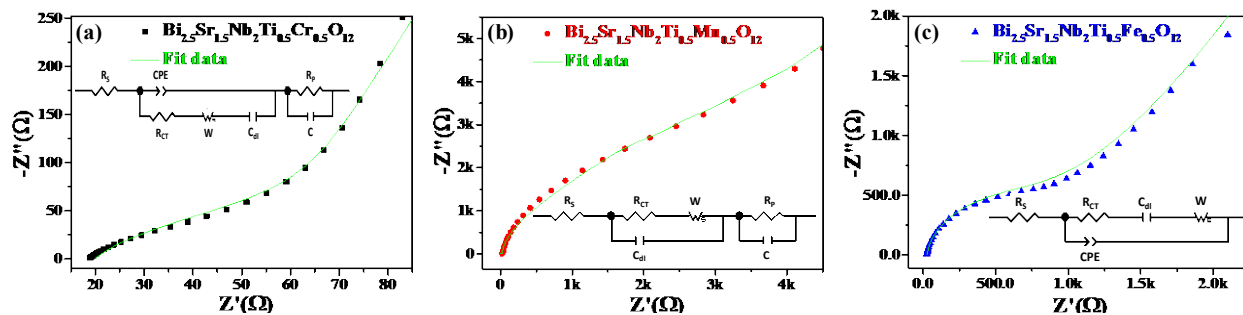 (a)
Bi2.5Sr1.5Nb2Ti0.5Cr0.5O12
Fit data
RS
CPE
RP
RCT
W
Cdl
C
-Z''(Ω)
250
200
150
100
50
0
20
30
40
50
60
70
80
Z'(Ω)
(b)
Bi2.5Sr1.5Nb2Ti0.5Mn0.5O12
Fit data
RS
RCT
W
s
RP
Cdl
C
-Z''(Ω)
5k
4k
3k
2k
1k
0
0
1k
2k
3k
4k
Z'(Ω)
(c)
Bi2.5Sr1.5Nb2Ti0.5Fe0.5O12
Fit data
RS
RCT
Cdl
W
s
CPE
-Z''(Ω)
2.0k
1.5k
1.0k
500.0
0.0
0.0
500.0
1.0k
1.5k
2.0k
Z'(Ω)